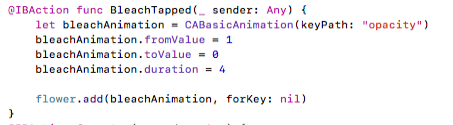 @IBAction func BleachTapped(_ sender: Any) {
let bleachAnimation = CABasicAnimation(keyPath: "opacity")
bleachAnimation.fromValue = 1
bleachAnimation.toValue = 0
bleachAnimation.duration = 4
flower.add(bleachAnimation, forKey: nil)
}